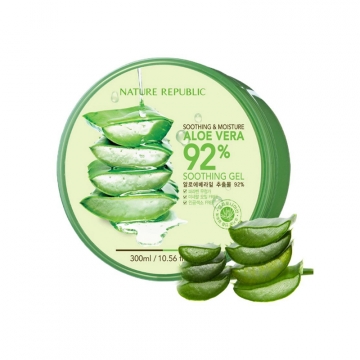 NATURE REPUBLIC
SOOTHING & MOISTURE
ALOE VERA
92%
SOOTHING GEL
알로에베라잎 추출물 92%
300ml / 10.56 fl